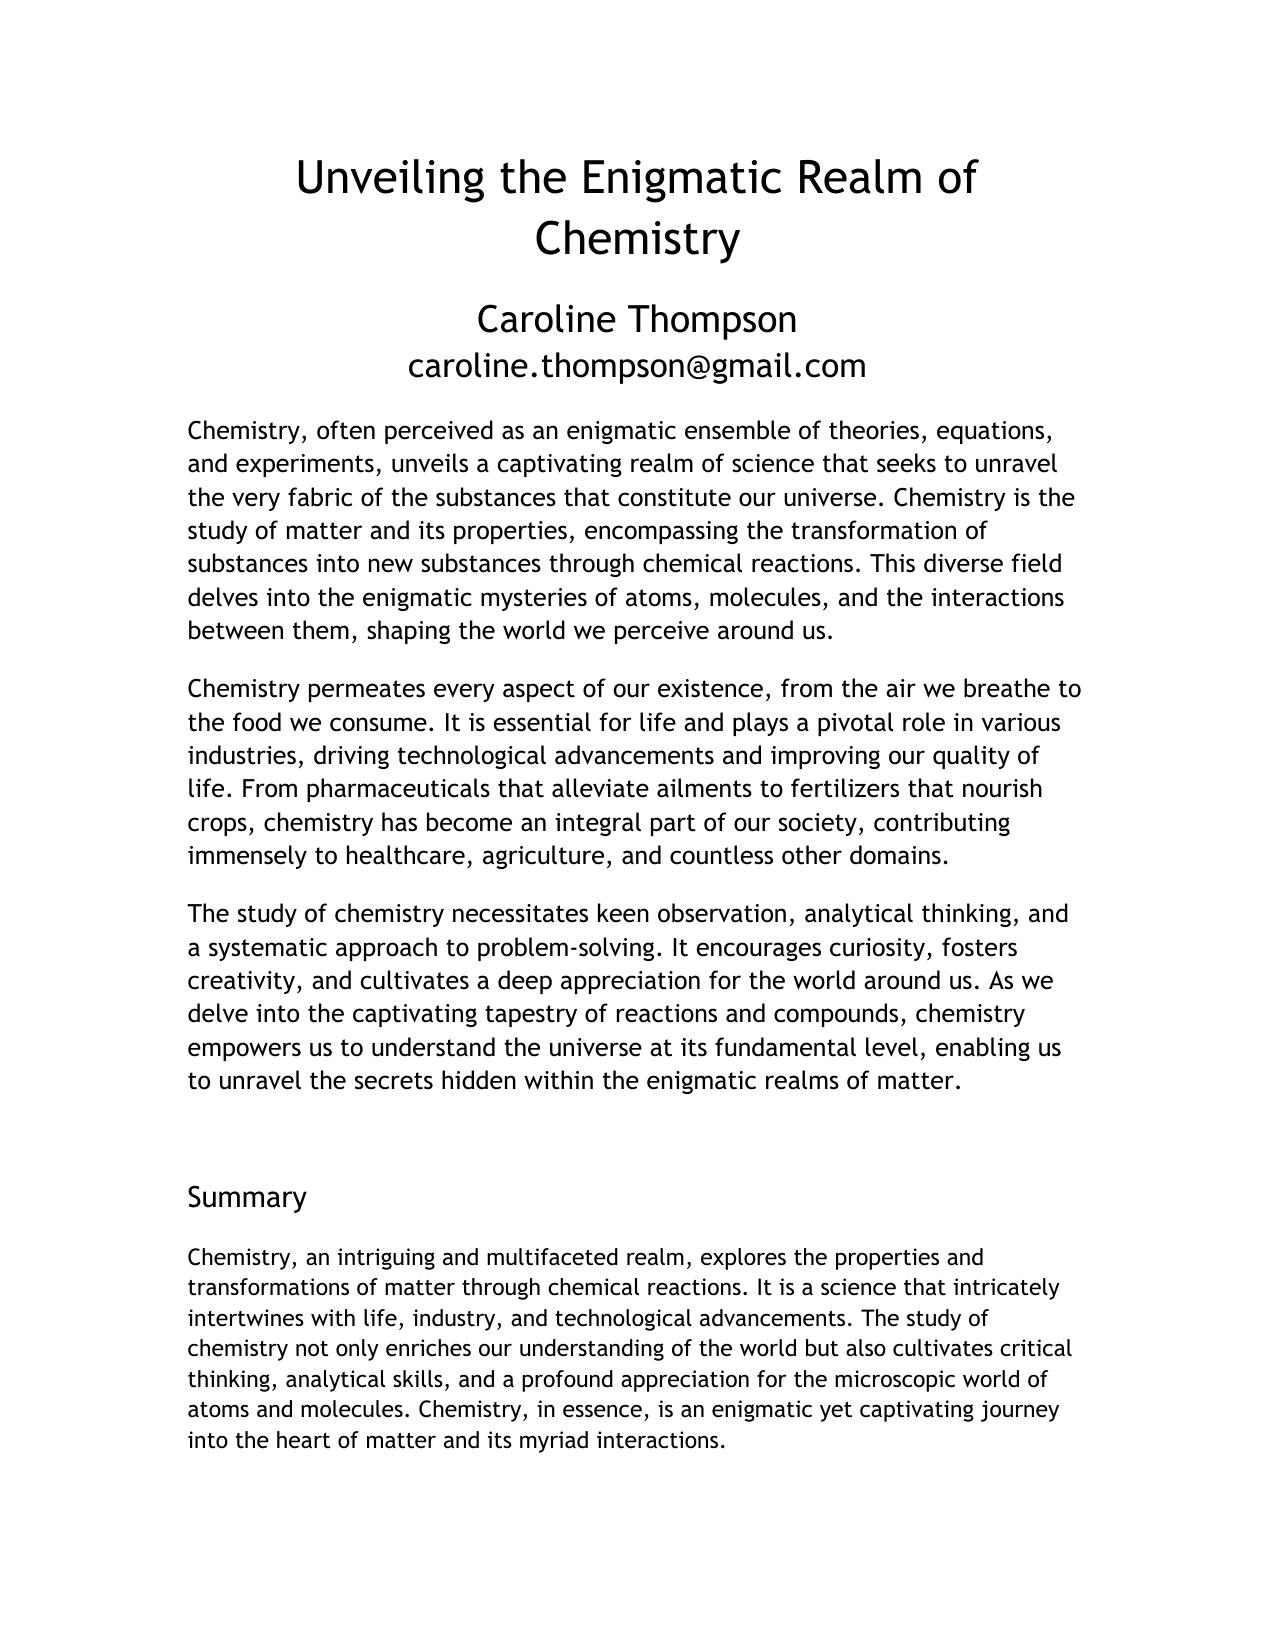 Unveiling the Enigmatic Realm of
Chemistry
Caroline Thompson
caroline.thompson@gmail.com
Chemistry, often perceived as an enigmatic ensemble of theories, equations,
and experiments, unveils a captivating realm of science that seeks to unravel
the very fabric of the substances that constitute our universe. Chemistry is the
study of matter and its properties, encompassing the transformation of
substances into new substances through chemical reactions. This diverse field
delves into the enigmatic mysteries of atoms, molecules, and the interactions
between them, shaping the world we perceive around us.
Chemistry permeates every aspect of our existence, from the air we breathe to
the food we consume. It is essential for life and plays a pivotal role in various
industries, driving technological advancements and improving our quality of
life. From pharmaceuticals that alleviate ailments to fertilizers that nourish
crops, chemistry has become an integral part of our society, contributing
immensely to healthcare, agriculture, and countless other domains.
The study of chemistry necessitates keen observation, analytical thinking, and
a systematic approach to problem-solving. It encourages curiosity, fosters
creativity, and cultivates a deep appreciation for the world around us. As we
delve into the captivating tapestry of reactions and compounds, chemistry
empowers us to understand the universe at its fundamental level, enabling us
to unravel the secrets hidden within the enigmatic realms of matter.
Summary
Chemistry, an intriguing and multifaceted realm, explores the properties and
transformations of matter through chemical reactions. It is a science that intricately
intertwines with life, industry, and technological advancements. The study of
chemistry not only enriches our understanding of the world but also cultivates critical
thinking, analytical skills, and a profound appreciation for the microscopic world of
atoms and molecules. Chemistry, in essence, is an enigmatic yet captivating journey
into the heart of matter and its myriad interactions.